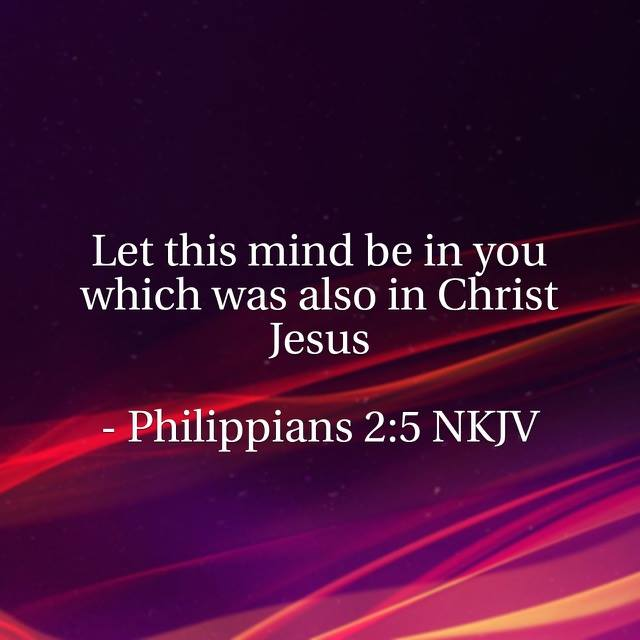 Let this mind be in you
which was also in Christ
Jesus
- Philippians 2:5 NKJV